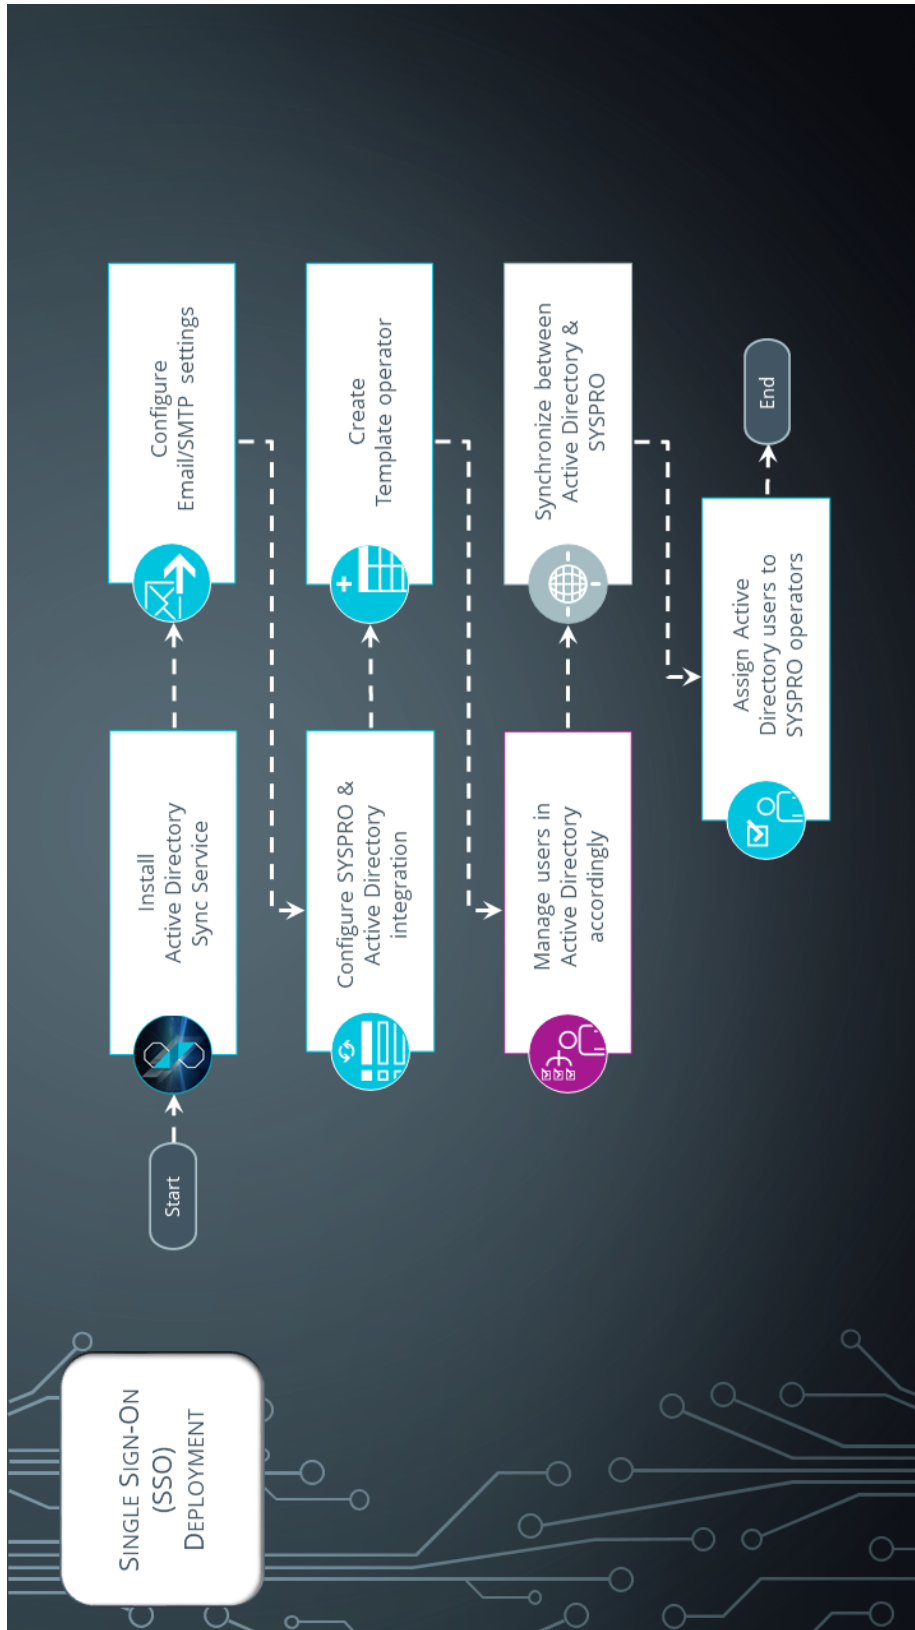 SINGLE SIGN-ON
(SSO)
DEPLOYMENT
Start
Install
Active Directory
Sync Service
Configure
Email/SMTP settings
Configure SYSPRO &
Active Directory
integration
Create
Template operator
Manage users in
Active Directory
accordingly
Synchronize between
Active Directory &
SYSPRO
Assign Active
Directory users to
SYSPRO operators
End